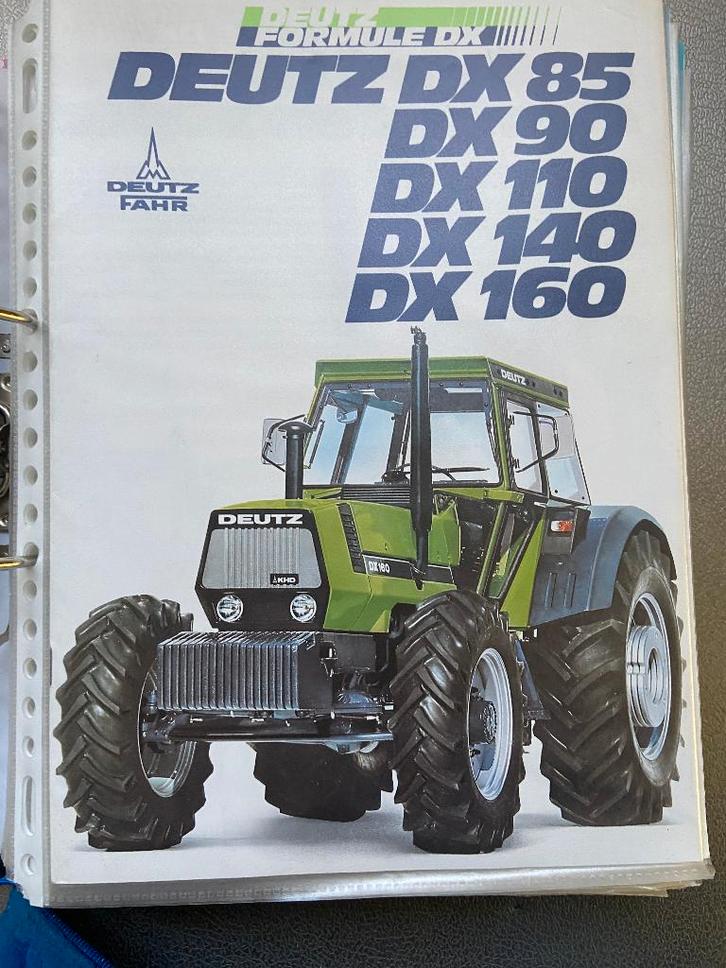 DEUTZ
FORMULE DX
DEUTZ DX 85
DX 90
DX 110
DX 140
DX 160
DEUTZ
FAHR
DEUTZ
DEUTZ
KHD
DX 160